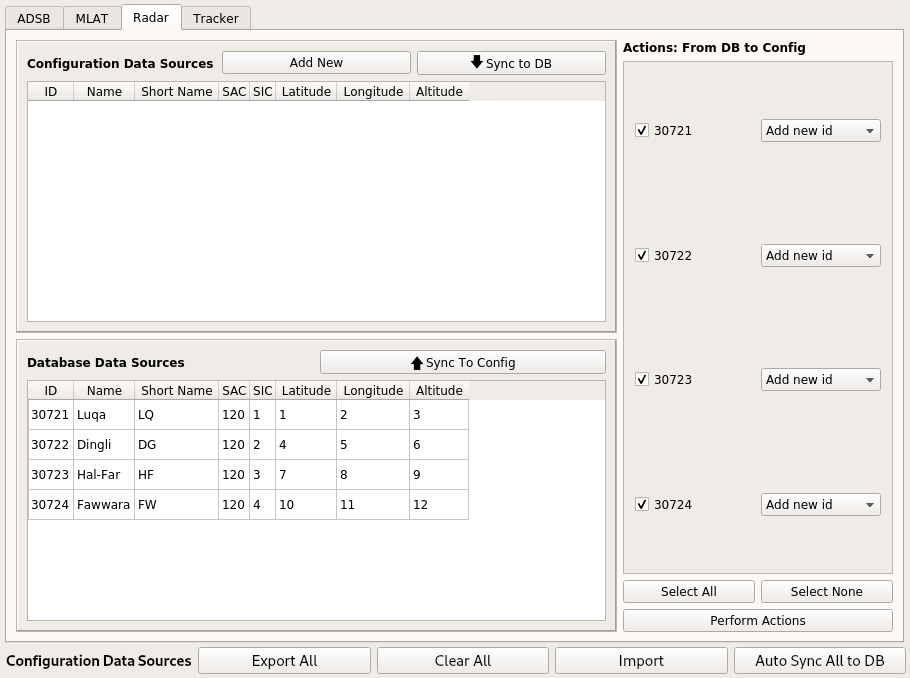 ADSB MLAT Radar Tracker
Configuration Data Sources Add New Sync to DB
ID Name Short Name SAC SIC Latitude Longitude Altitude
Database Data Sources Sync To Config
ID Name Short Name SAC SIC Latitude Longitude Altitude
30721 Luqa LQ 120 1 1 2 3
30722 Dingli DG 120 2 4 5 6
30723 Hal-Far HF 120 3 7 8 9
30724 Fawwara FW 120 4 10 11 12
Actions: From DB to Config
30721 Add new id
30722 Add new id
30723 Add new id
30724 Add new id
Select All Select None
Perform Actions
Configuration Data Sources Export All Clear All Import Auto Sync All to DB